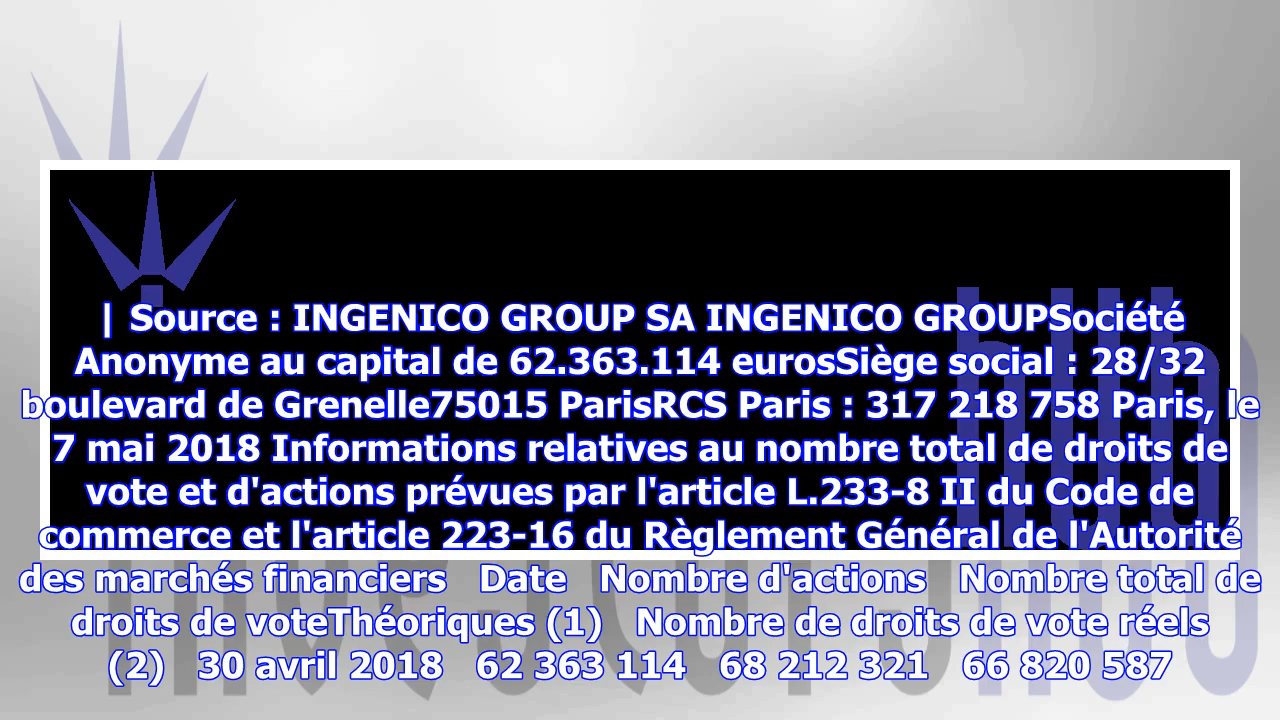 | Source : INGENICO GROUP SA INGENICO GROUPSociété
Anonyme au capital de 62.363.114 eurosSiège social : 28/32
boulevard de Grenelle75015 ParisRCS Paris : 317 218 758 Paris, le
7 mai 2018 Informations relatives au nombre total de droits de
vote et d'actions prévues par l'article L.233-8 II du Code de
commerce et l'article 223-16 du Règlement Général de l'Autorité
des marchés financiers   Date   Nombre d'actions   Nombre total de
droits de voteThéoriques (1)   Nombre de droits de vote réels
(2)   30 avril 2018   62 363 114   68 212 321   66 820 587